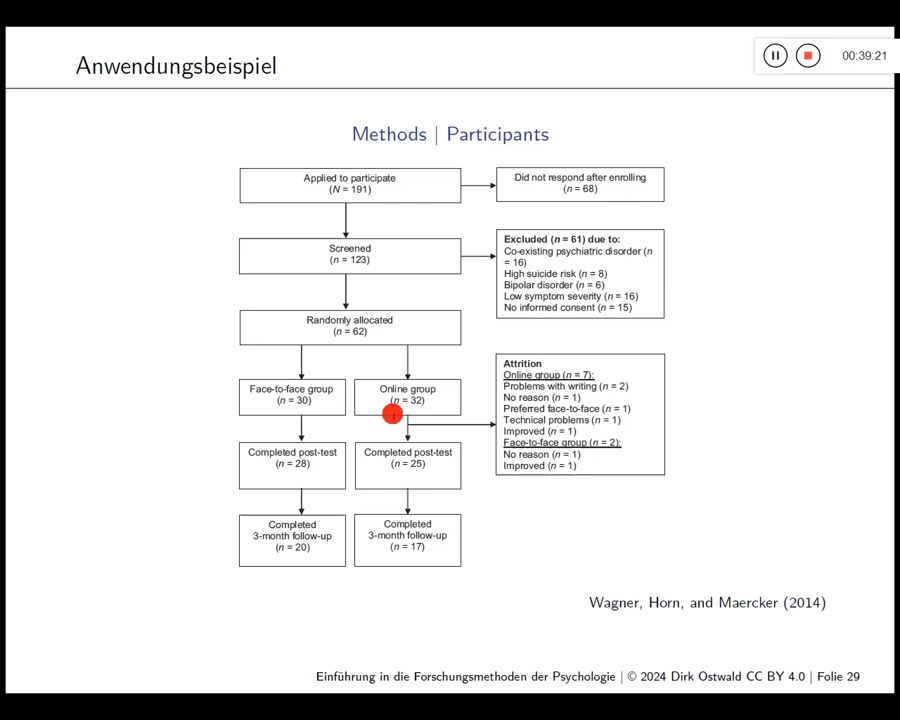 Anwendungsbeispiel
00:39:21
Methods | Participants
Applied to participate
(N = 191)
Did not respond after enrolling
(n = 68)
Screened
(n = 123)
Excluded (n = 61) due to:
Co-existing psychiatric disorder (n
= 16)
High suicide risk (n = 8)
Bipolar disorder (n = 6)
Low symptom severity (n = 16)
No informed consent (n = 15)
Randomly allocated
(n = 62)
Face-to-face group
(n = 30)
Online group
(n = 32)
Attrition
Online group (n = 7):
Problems with writing (n = 2)
No reason (n = 1)
Preferred face-to-face (n = 1)
Technical problems (n = 1)
Improved (n = 1)
Face-to-face group (n = 2):
No reason (n = 1)
Improved (n = 1)
Completed post-test
(n = 28)
Completed post-test
(n = 25)
Completed
3-month follow-up
(n = 20)
Completed
3-month follow-up
(n = 17)
Wagner, Horn, and Maercker (2014)
Einführung in die Forschungsmethoden der Psychologie | © 2024 Dirk Ostwald CC BY 4.0 | Folie 29